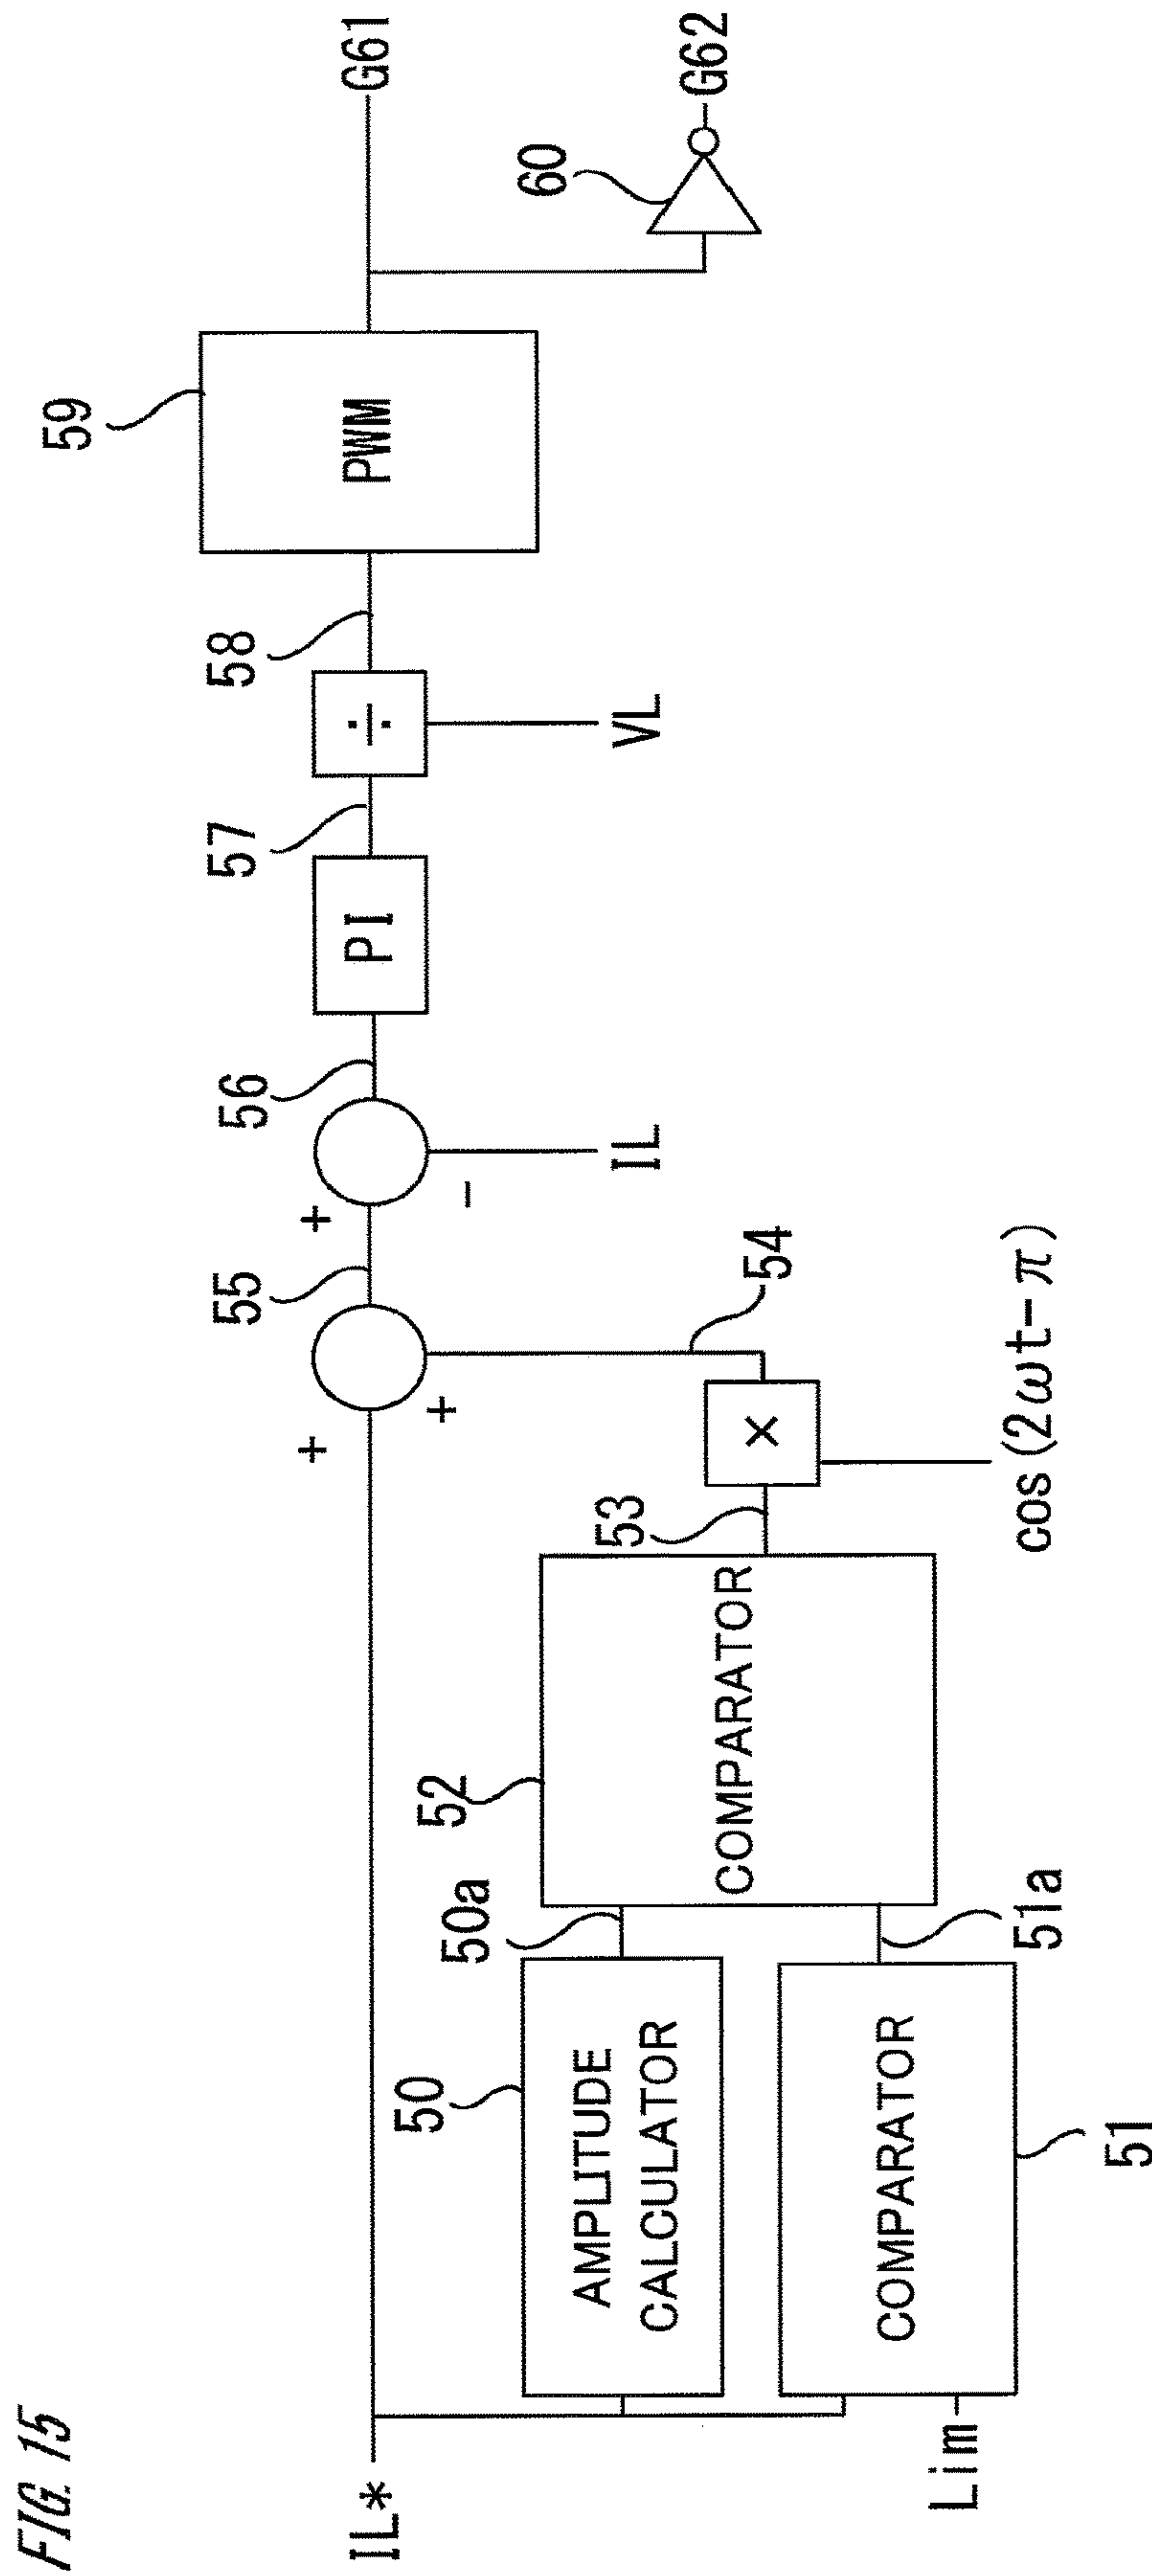 FIG. 15
IL*
Lim
50
AMPLITUDE
CALCULATOR
51
COMPARATOR
50a
51a
52
COMPARATOR
53
×
cos(2ωt-π)
54
+
+
55
+
-
IL
56
PI
57
÷
VL
58
59
PWM
60
G61
G62